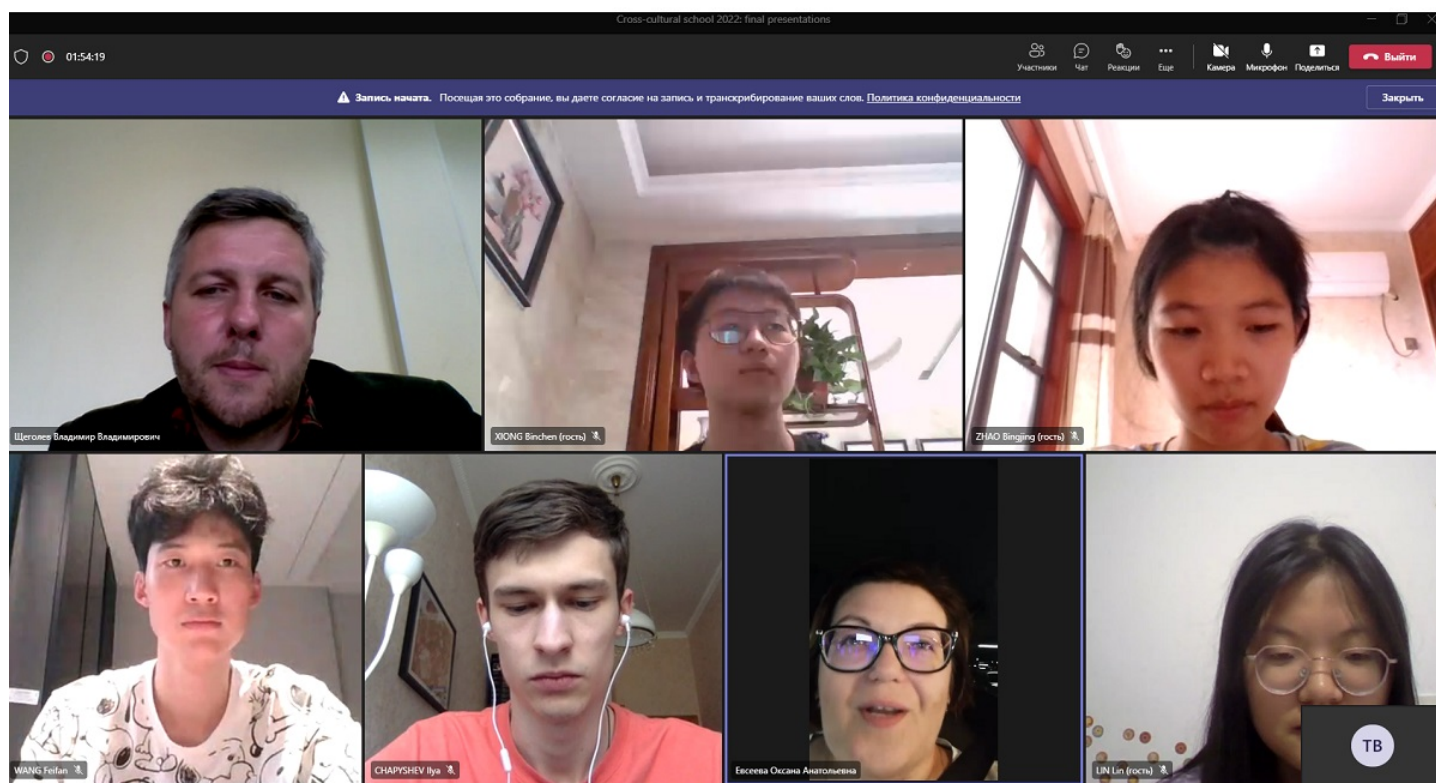 Cross-cultural school 2022: final presentations
01:54:19
Участники
Чат
Реакции
Еще
Камера
Микрофон
Поделиться
Выйти
Запись начата. Посещая это собрание, вы даете согласие на запись и транскрибирование ваших слов. Политика конфиденциальности
Закрыть
Щеголев Владимир Владимирович
XIONG Binchen (гость)
ZHAO Bingjing (гость)
WANG Feifan
CHAPYSHEV Ilya
Евсеева Оксана Анатольевна
LIN Lin (гость)
ТВ